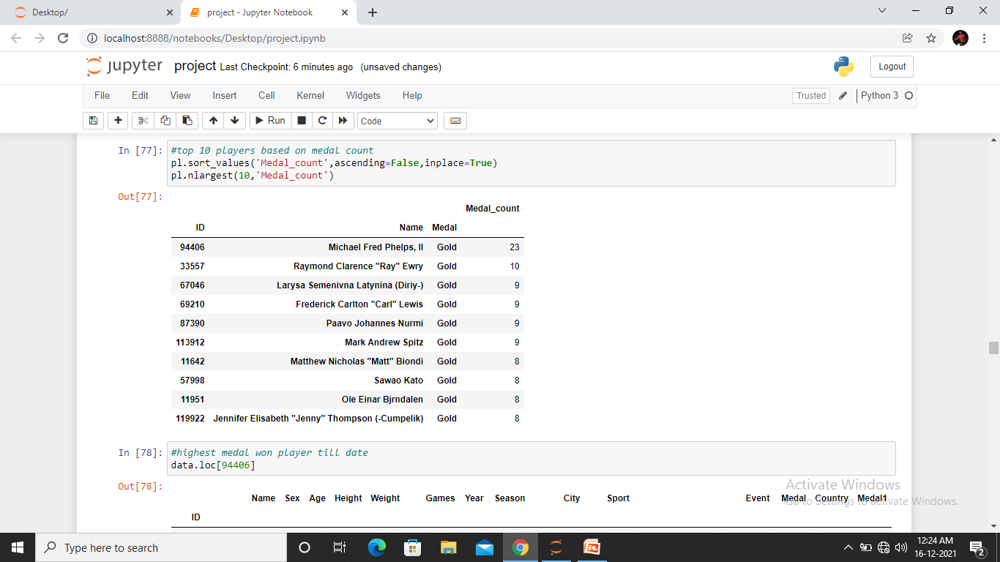 Desktop/
project - Jupyter Notebook
localhost:8888/notebooks/Desktop/project.ipynb
jupyter project Last Checkpoint: 6 minutes ago (unsaved changes)
Logout
File Edit View Insert Cell Kernel Widgets Help
Trusted Python 3
Run Code
In [77]: #top 10 players based on medal count
pl.sort_values('Medal_count',ascending=False,inplace=True)
pl.nlargest(10,'Medal_count')
Out[77]:
Medal_count
ID Name Medal
94406 Michael Fred Phelps, II Gold 23
33557 Raymond Clarence "Ray" Ewry Gold 10
67046 Larysa Semenivna Latynina (Diriy-) Gold 9
69210 Frederick Carlton "Carl" Lewis Gold 9
87390 Paavo Johannes Nurmi Gold 9
113912 Mark Andrew Spitz Gold 9
11642 Matthew Nicholas "Matt" Biondi Gold 8
57998 Sawao Kato Gold 8
11951 Ole Einar Bjrndalen Gold 8
119922 Jennifer Elisabeth "Jenny" Thompson (-Cumpelik) Gold 8
In [78]: #highest medal won player till date
data.loc[94406]
Out[78]:
Name Sex Age Height Weight Games Year Season City Sport Event Medal Country Medal1
ID
Activate Windows
Go to Settings to activate Windows.
Type here to search
12:24 AM
16-12-2021
2